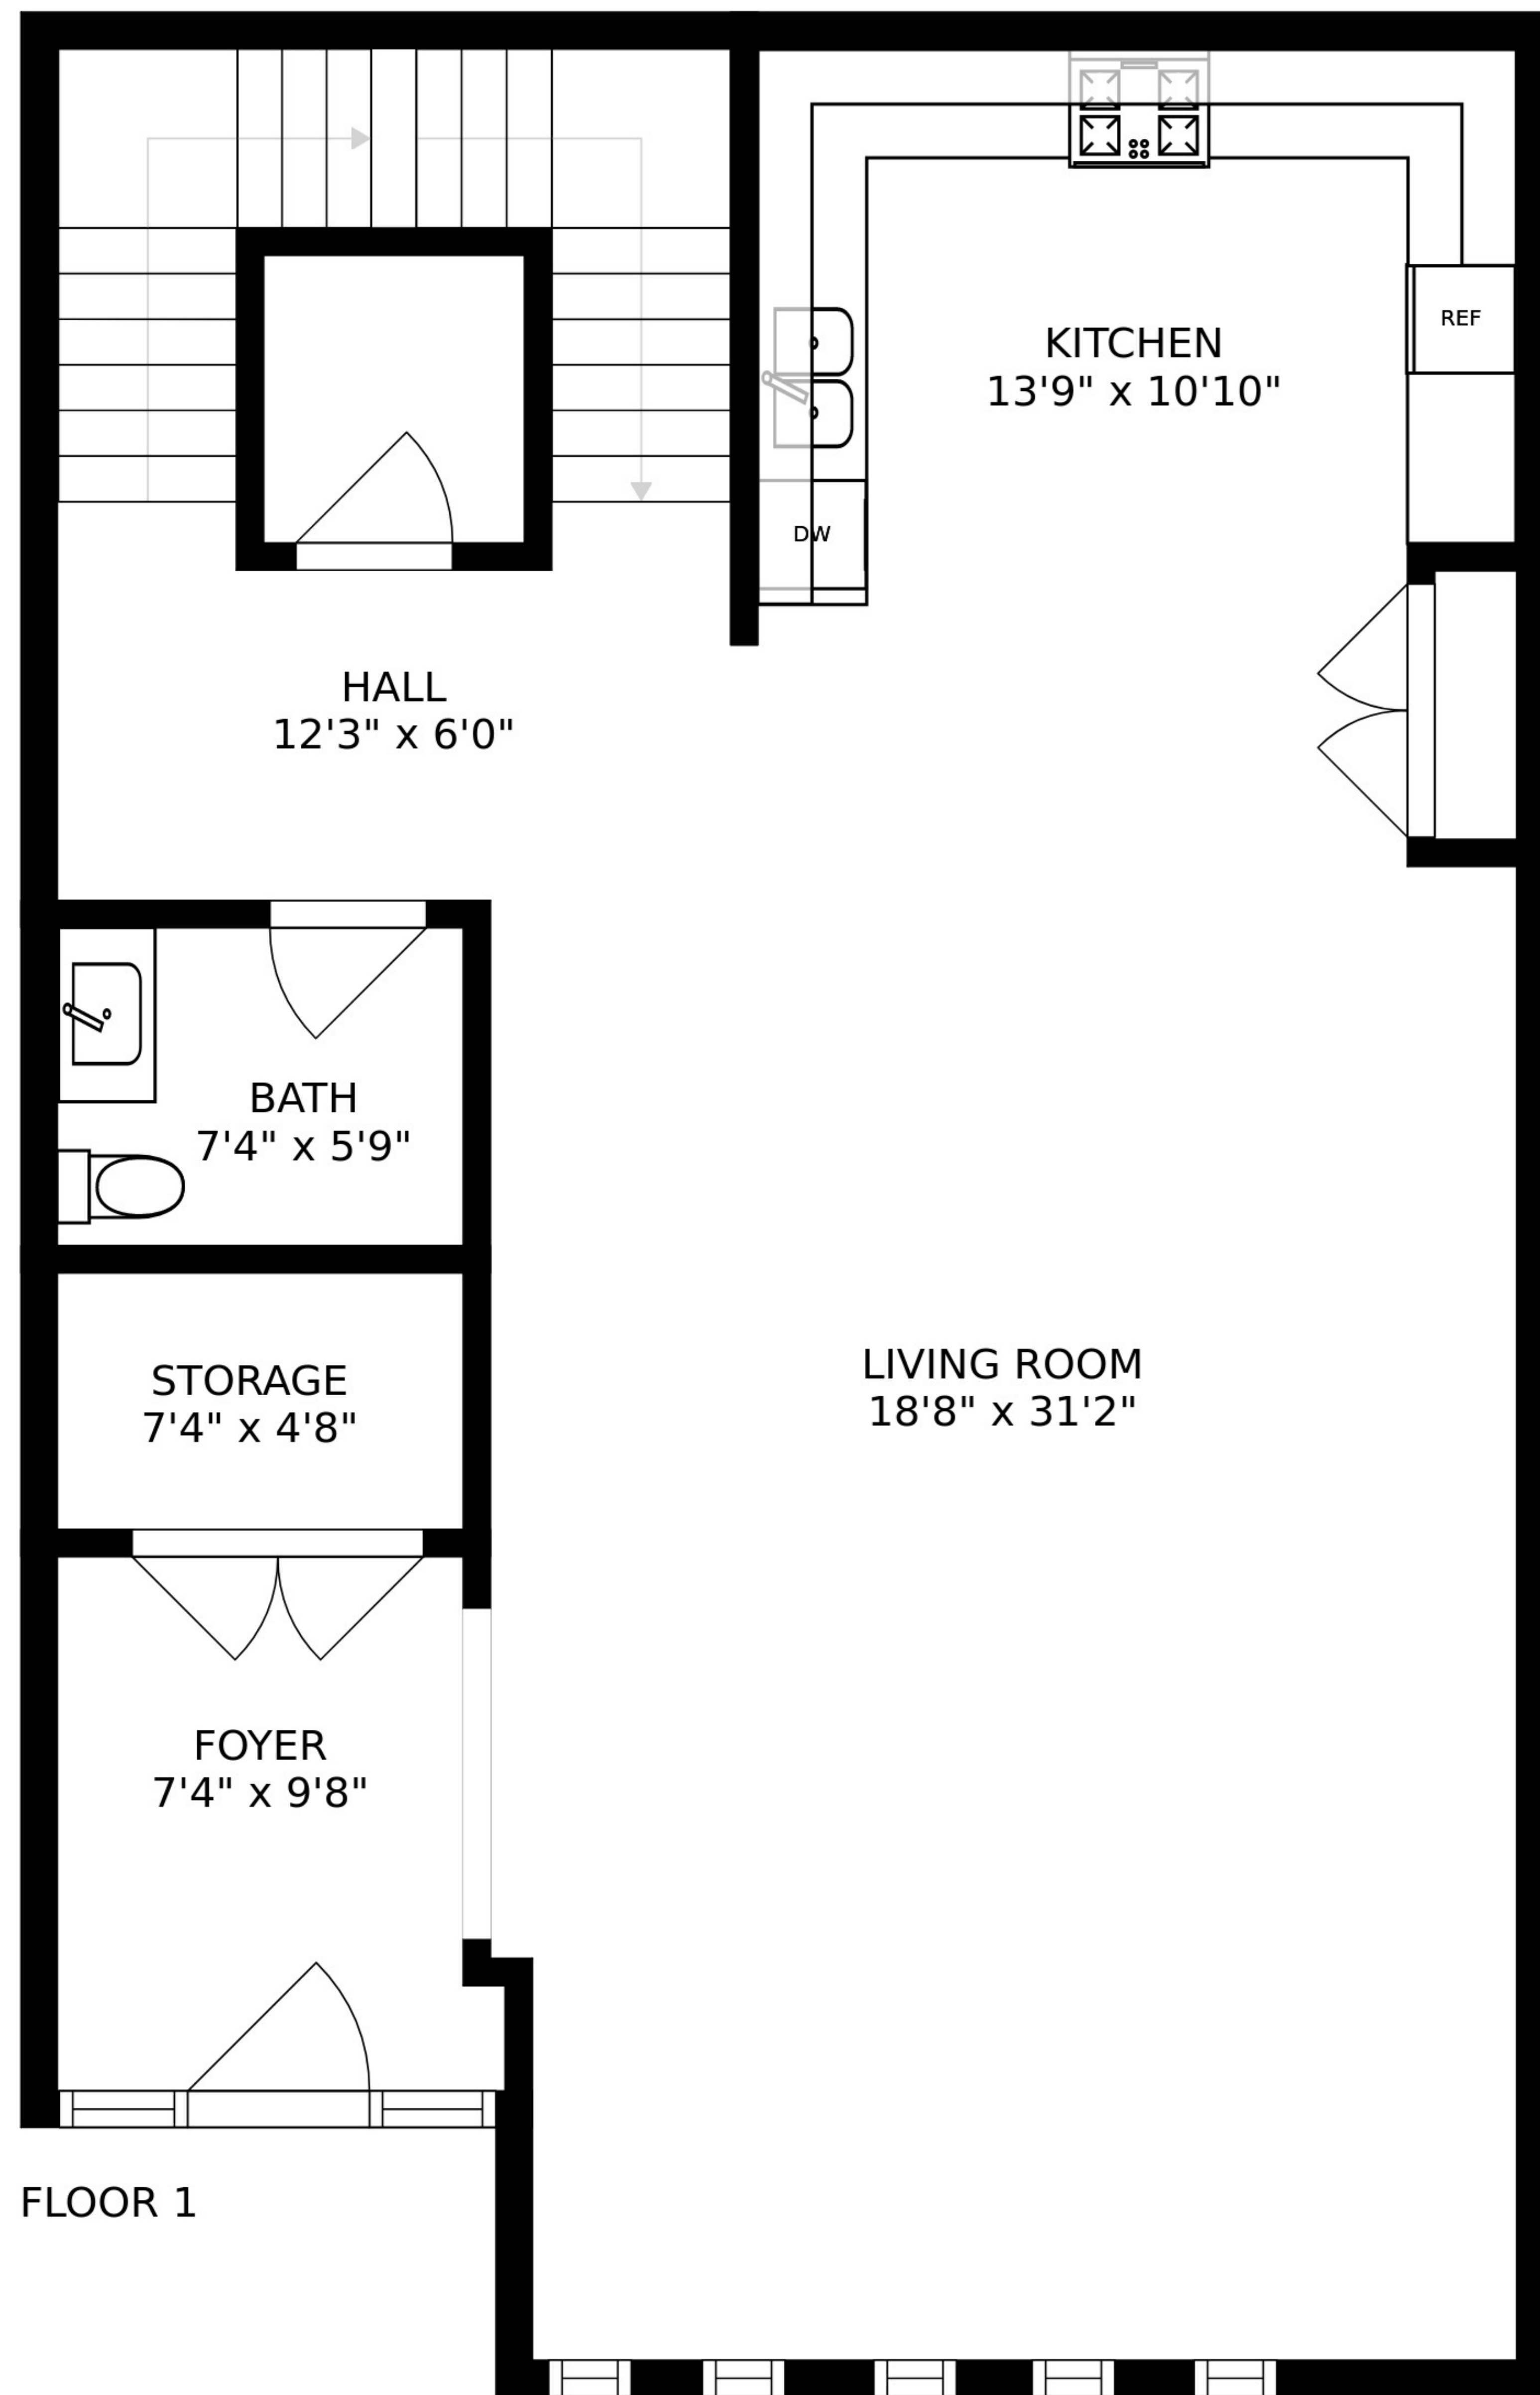 KITCHEN
13'9" x 10'10"
REF
DW
HALL
12'3" x 6'0"
BATH
7'4" x 5'9"
STORAGE
7'4" x 4'8"
LIVING ROOM
18'8" x 31'2"
FOYER
7'4" x 9'8"
FLOOR 1